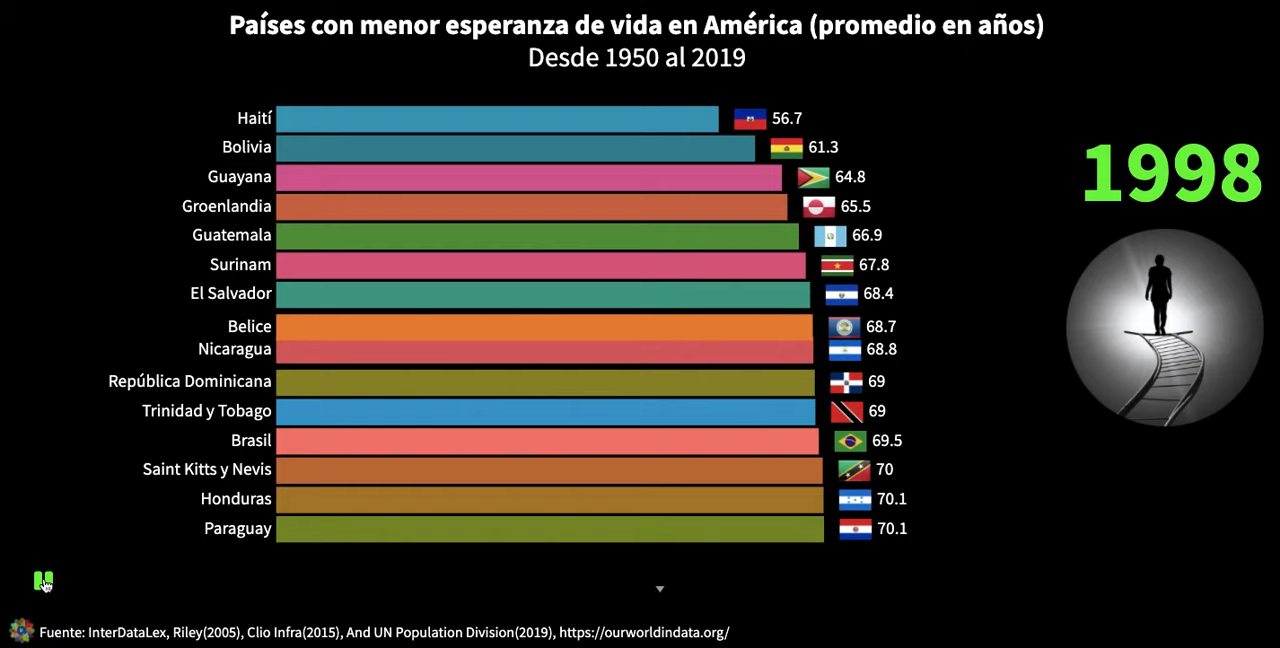 Países con menor esperanza de vida en América (promedio en años)
Desde 1950 al 2019
Haití 56.7
Bolivia 61.3
1998
Guayana 64.8
Groenlandia 65.5
Guatemala 66.9
Surinam 67.8
El Salvador 68.4
Belice 68.7
Nicaragua 68.8
República Dominicana 69
Trinidad y Tobago 69
Brasil 69.5
Saint Kitts y Nevis 70
Honduras 70.1
Paraguay 70.1
Fuente: InterDataLex, Riley(2005), Clio Infra(2015), And UN Population Division(2019), https://ourworldindata.org/